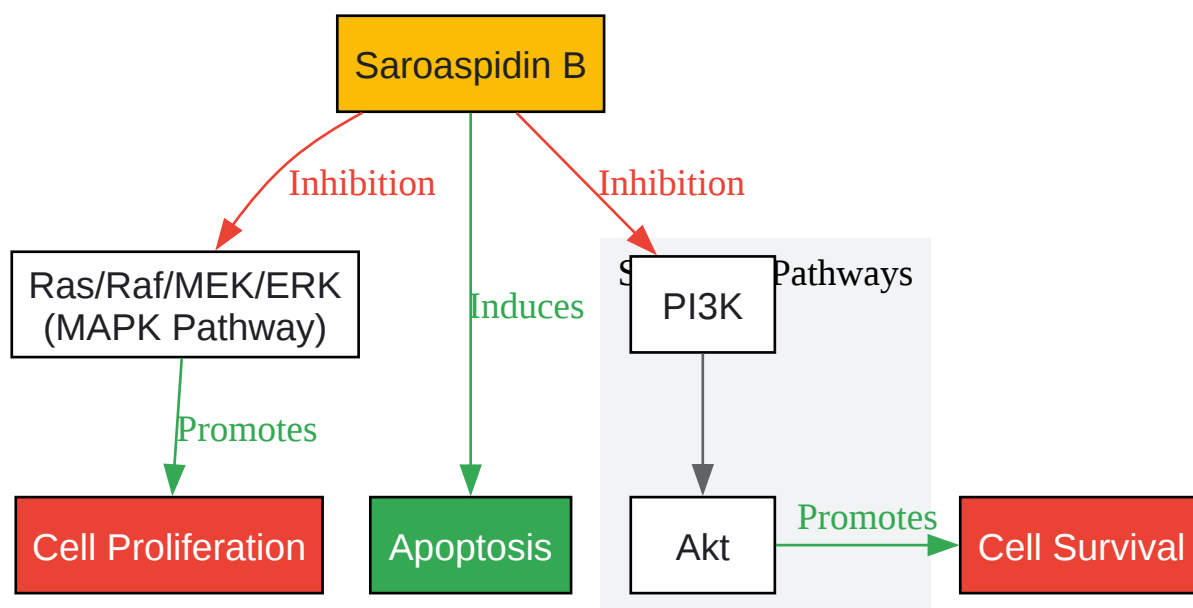 Saroaspidin B
Inhibition
Inhibition
Ras/Raf/MEK/ERK
(MAPK Pathway)
Pathways
PI3K
Induces
Promotes
Cell Proliferation
Apoptosis
Akt
Promotes
Cell Survival